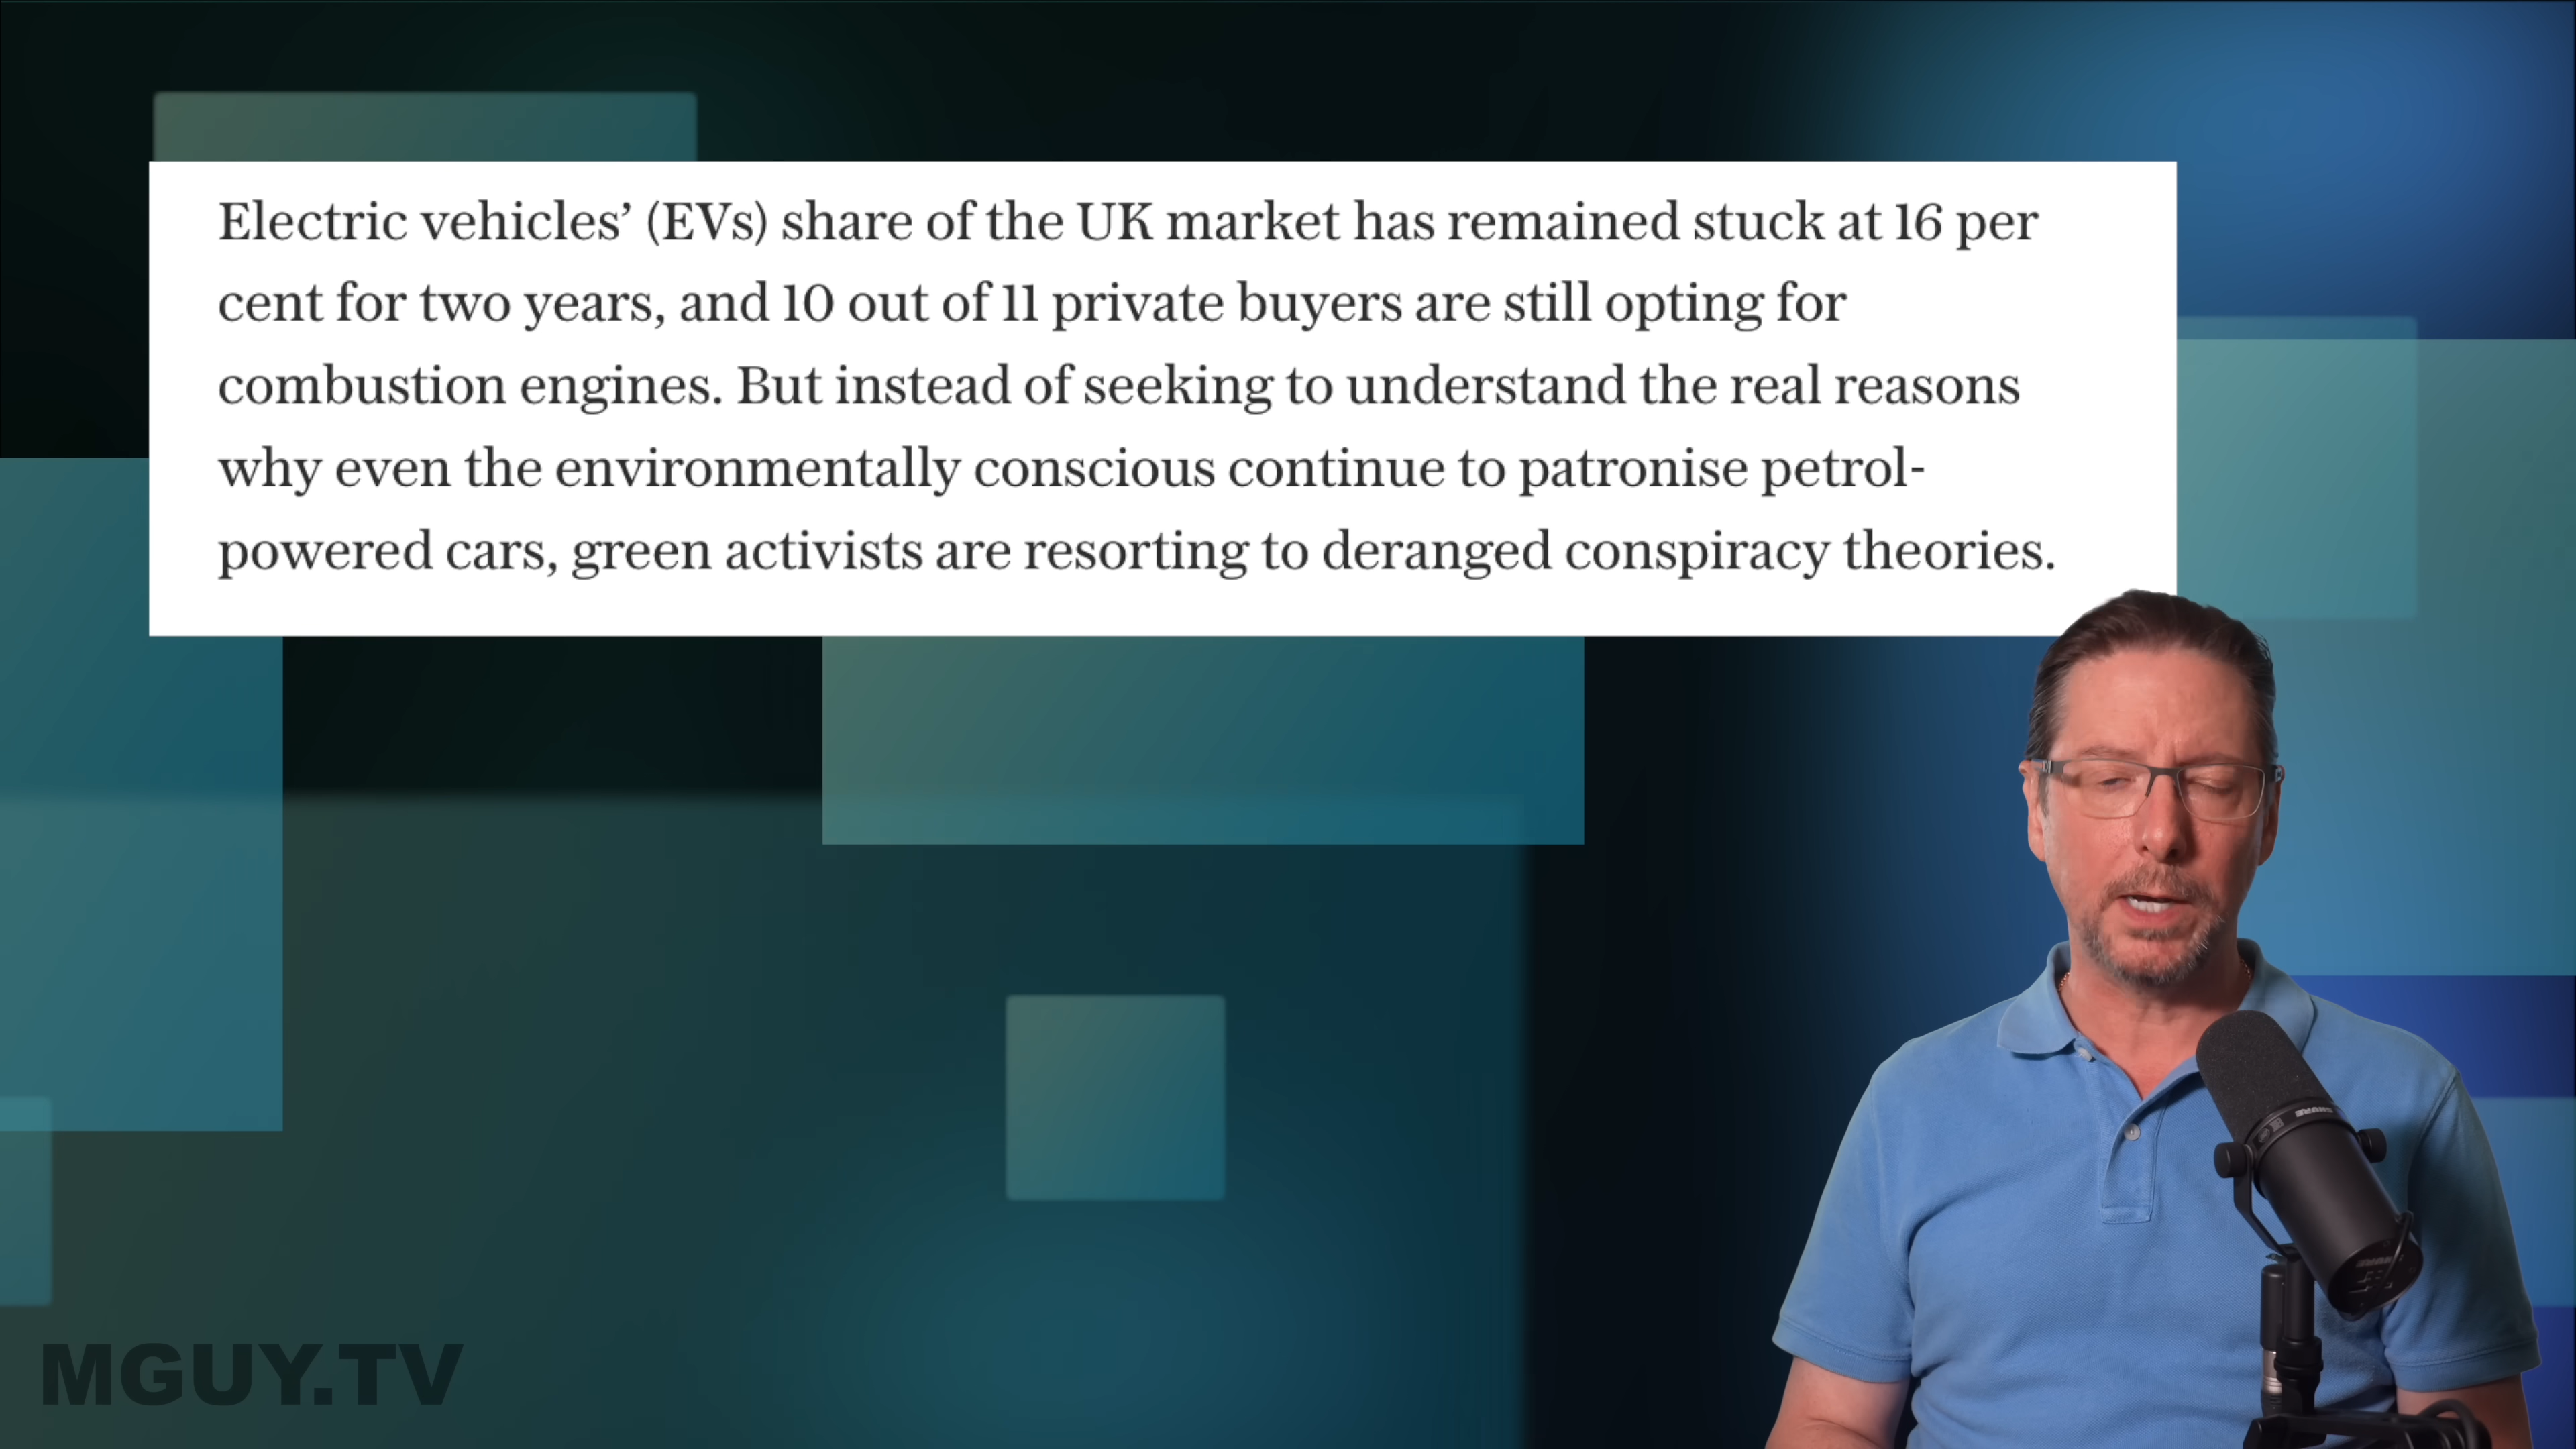 Electric vehicles’ (EVs) share of the UK market has remained stuck at 16 per
cent for two years, and 10 out of 11 private buyers are still opting for
combustion engines. But instead of seeking to understand the real reasons
why even the environmentally conscious continue to patronise petrol-
powered cars, green activists are resorting to deranged conspiracy theories.
SHURE
MGUY.TV